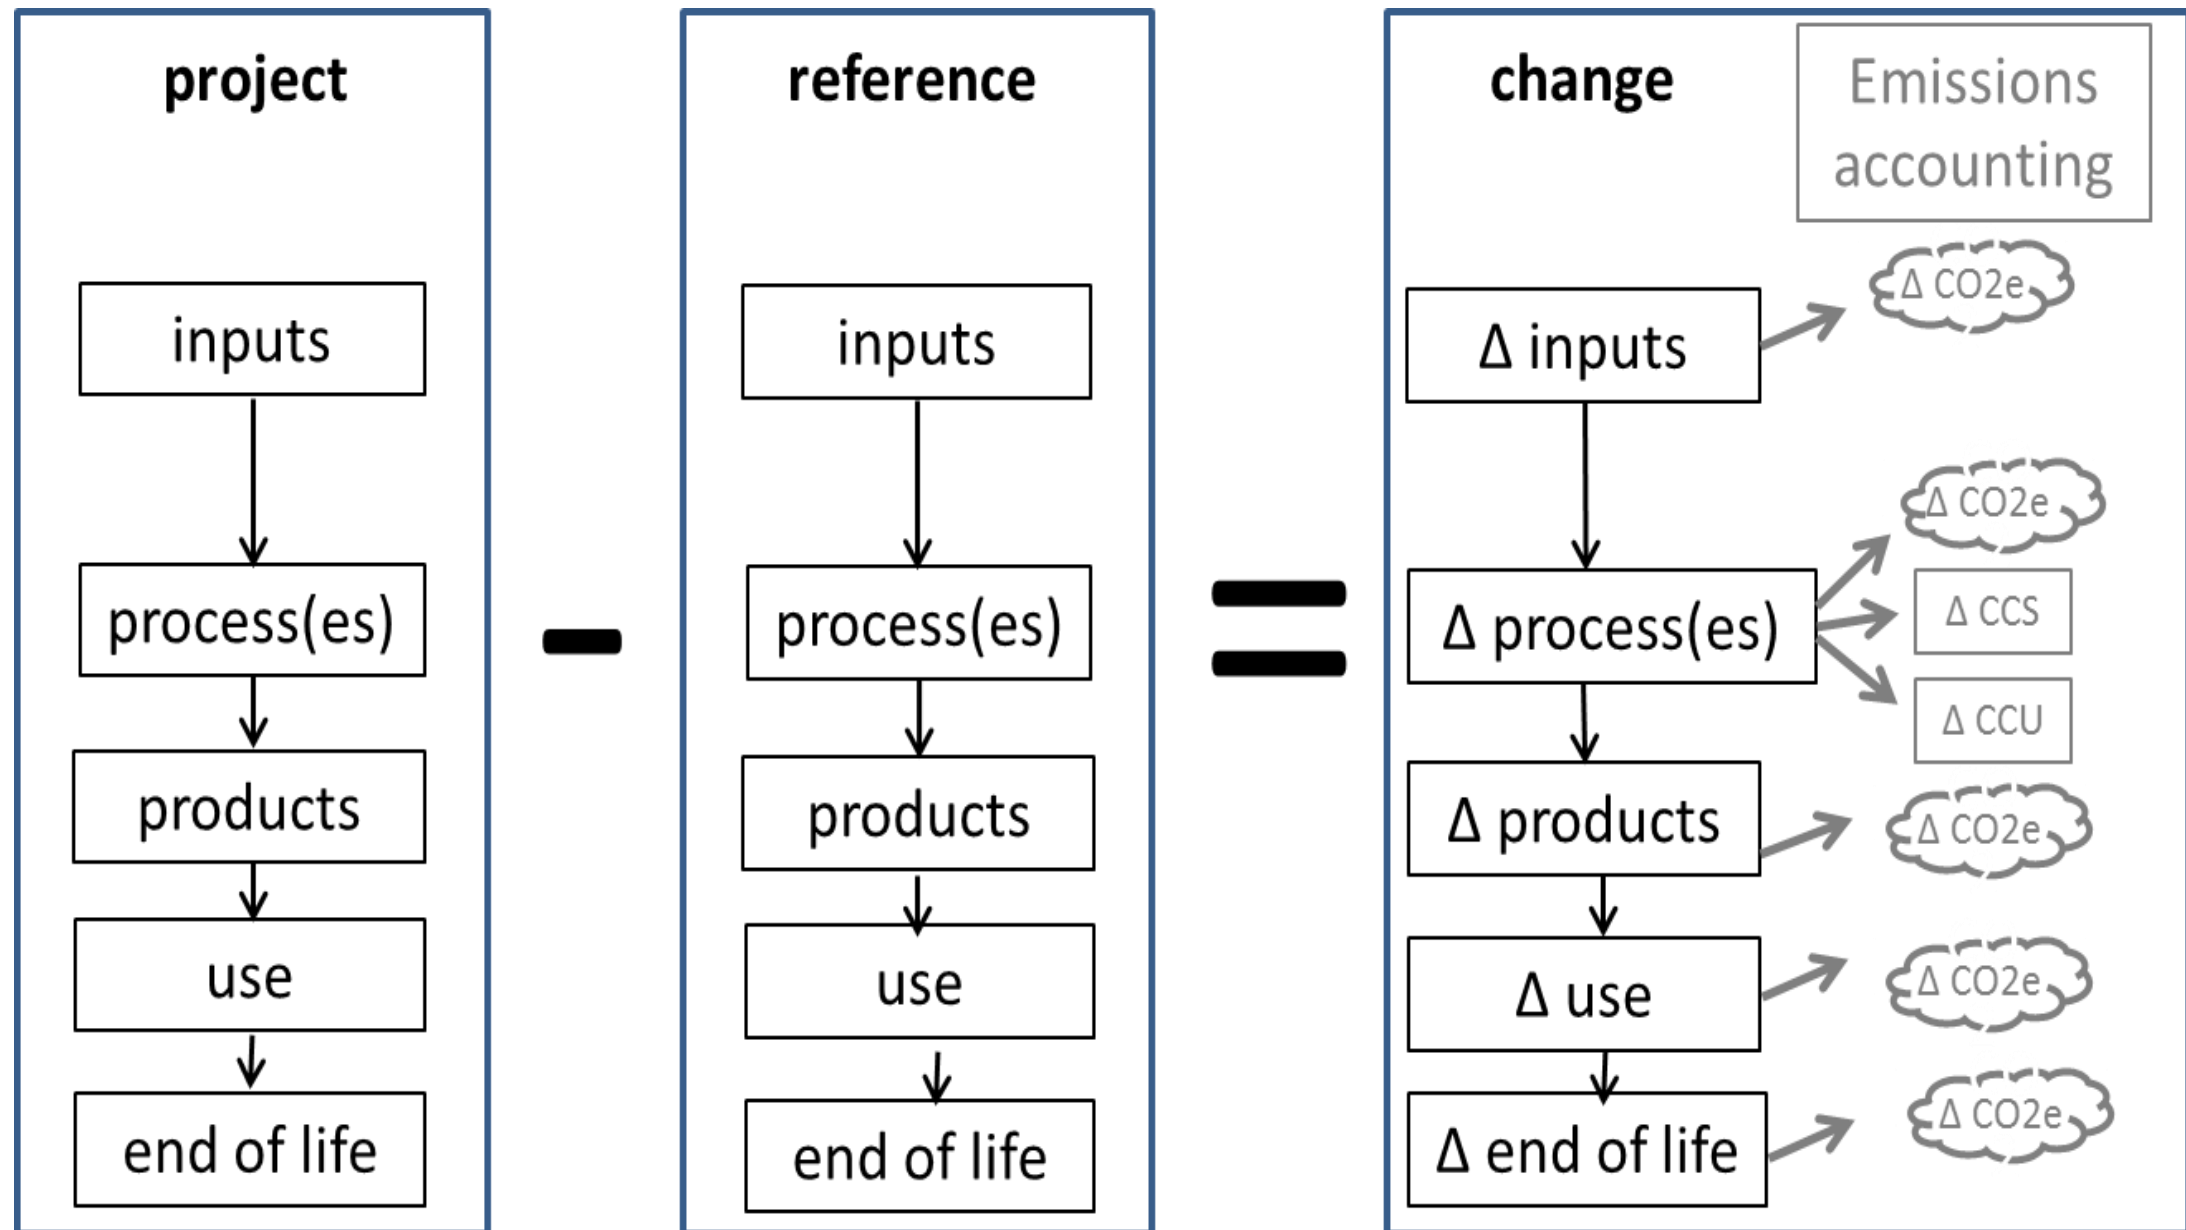 project
inputs
process(es)
products
use
end of life
reference
inputs
process(es)
products
use
end of life
change
Emissions
accounting
Δ inputs
Δ CO2e
Δ process(es)
Δ CO2e
Δ CCS
Δ CCU
Δ products
Δ CO2e
Δ use
Δ CO2e
Δ end of life
Δ CO2e